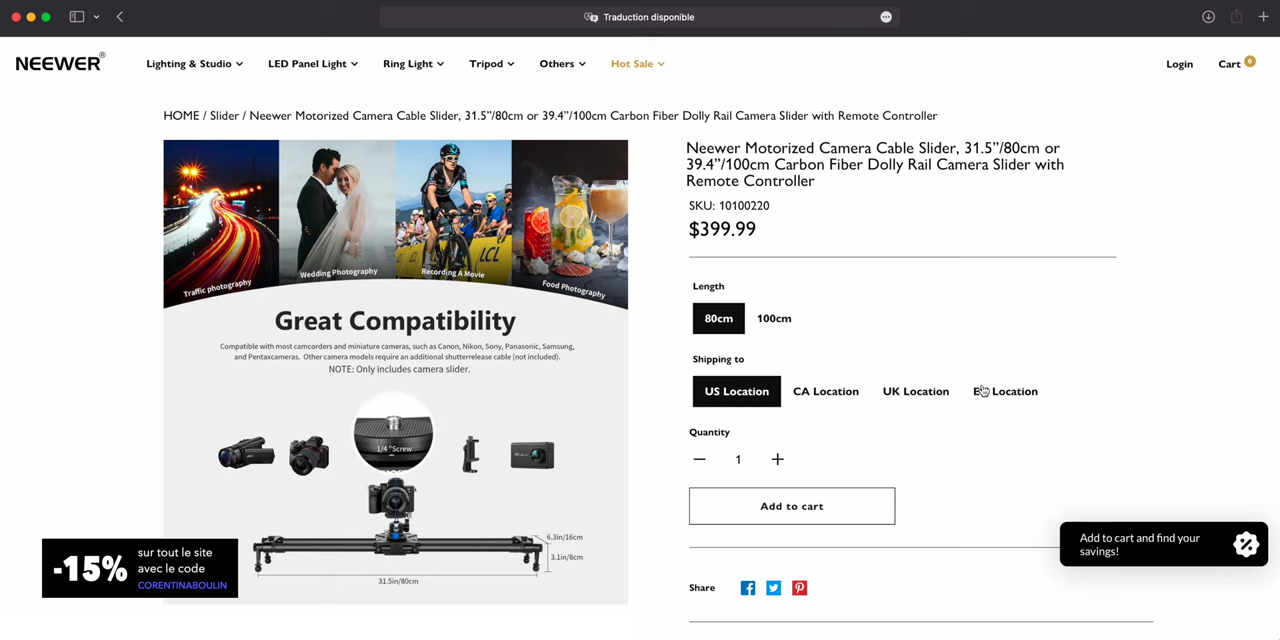 Traduction disponible
NEEWER®
Lighting & Studio
LED Panel Light
Ring Light
Tripod
Others
Hot Sale
Login
Cart 0
HOME / Slider / Neewer Motorized Camera Cable Slider, 31.5”/80cm or 39.4”/100cm Carbon Fiber Dolly Rail Camera Slider with Remote Controller
Traffic photography
Wedding Photography
Recording A Movie
Food Photography
LCL
Great Compatibility
Compatible with most camcorders and miniature cameras, such as Canon, Nikon, Sony, Panasonic, Samsung,
and Pentaxcameras. Other camera models require an additional shutterrelease cable (not included).
NOTE: Only includes camera slider.
1/4 "Screw
6.3in/16cm
3.1in/8cm
31.5in/80cm
-15%
sur tout le site
avec le code
CORENTINABOULIN
Neewer Motorized Camera Cable Slider, 31.5”/80cm or
39.4”/100cm Carbon Fiber Dolly Rail Camera Slider with
Remote Controller
SKU: 10100220
$399.99
Length
80cm
100cm
Shipping to
US Location
CA Location
UK Location
Location
Quantity
1
Add to cart
Add to cart and find your
savings!
Share